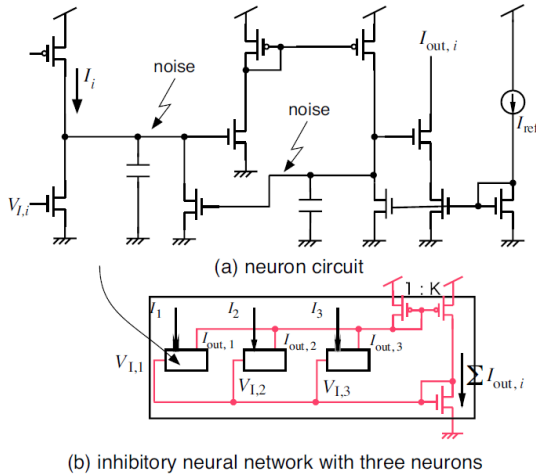 noise
I_i
I_out, i
noise
I_ref
V_I,i
(a) neuron circuit
1 : K
I_1
I_2
I_3
I_out, 1
I_out, 2
I_out, 3
V_I,1
V_I,2
V_I,3
∑ I_out, i
(b) inhibitory neural network with three neurons